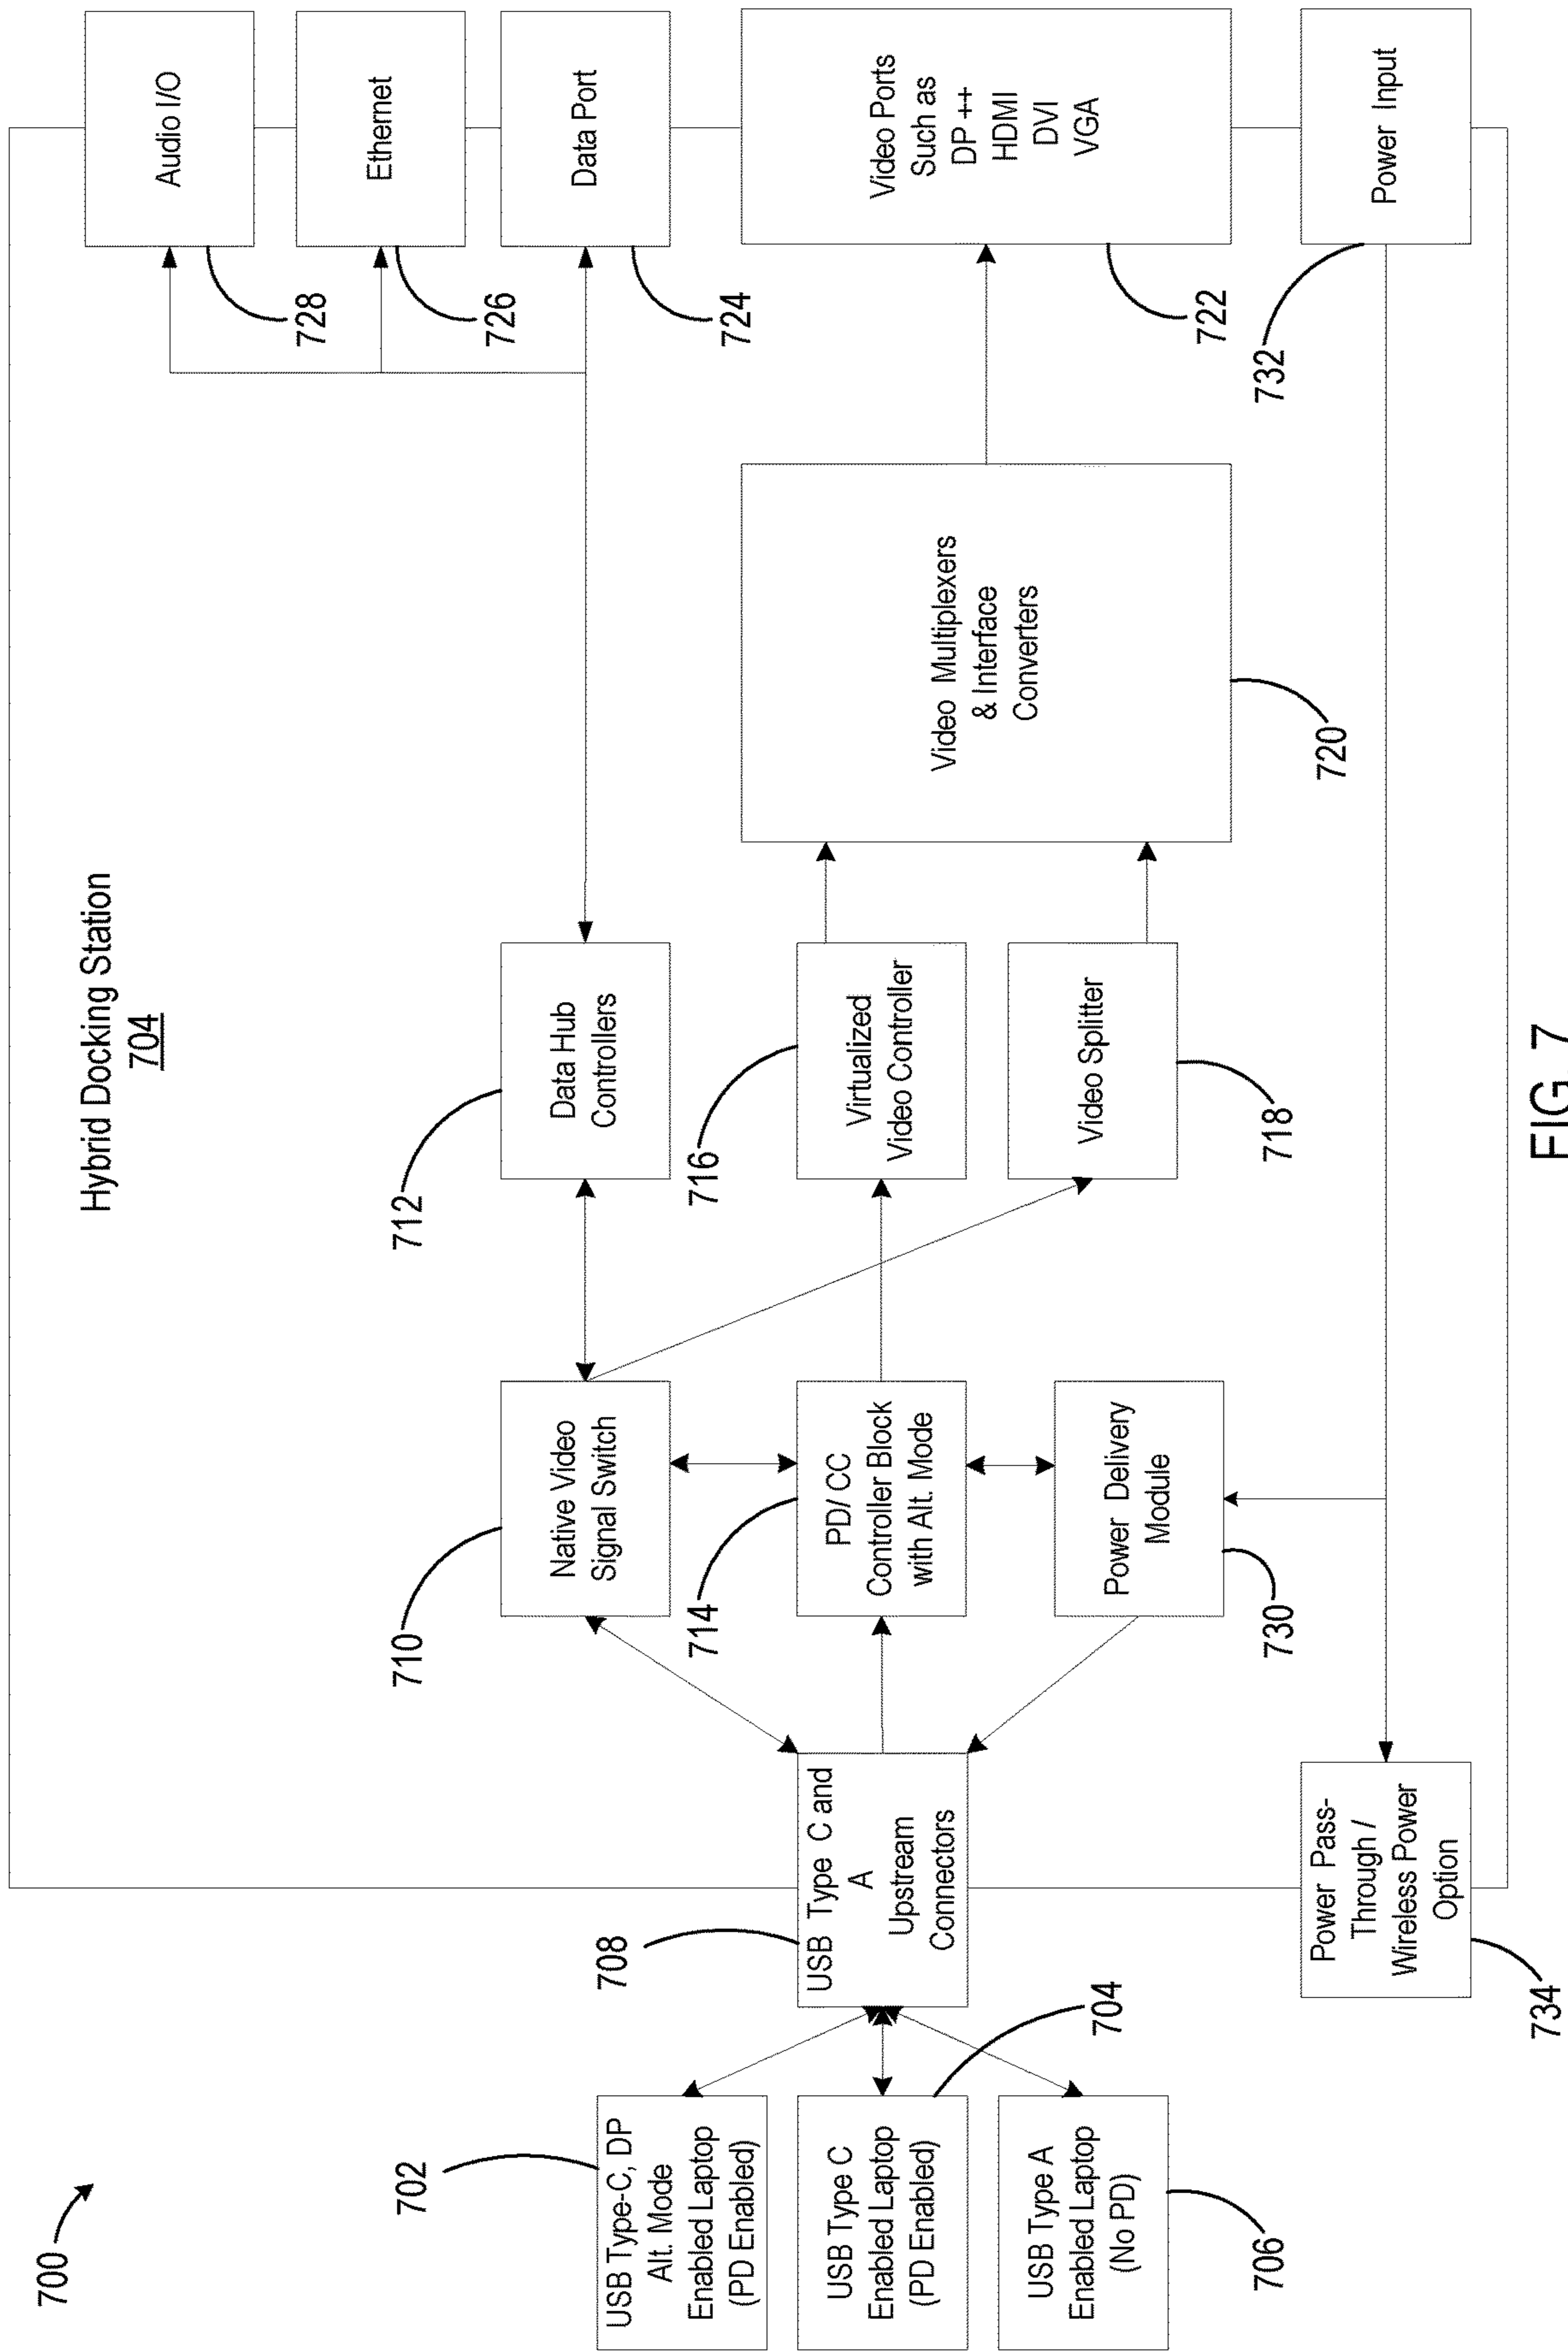 700
Hybrid Docking Station
704
702
USB Type-C, DP
Alt. Mode
Enabled Laptop
(PD Enabled)
USB Type C
Enabled Laptop
(PD Enabled)
704
USB Type A
Enabled Laptop
(No PD)
706
708
USB Type C and
A
Upstream
Connectors
710
Native Video
Signal Switch
714
PD/ CC
Controller Block
with Alt. Mode
Power Delivery
Module
730
712
Data Hub
Controllers
716
Virtualized
Video Controller
Video Splitter
718
Video Multiplexers
& Interface
Converters
720
Audio I/O
728
Ethernet
726
Data Port
724
Video Ports
Such as
DP ++
HDMI
DVI
VGA
722
Power Input
732
Power Pass-
Through /
Wireless Power
Option
734
FIG. 7